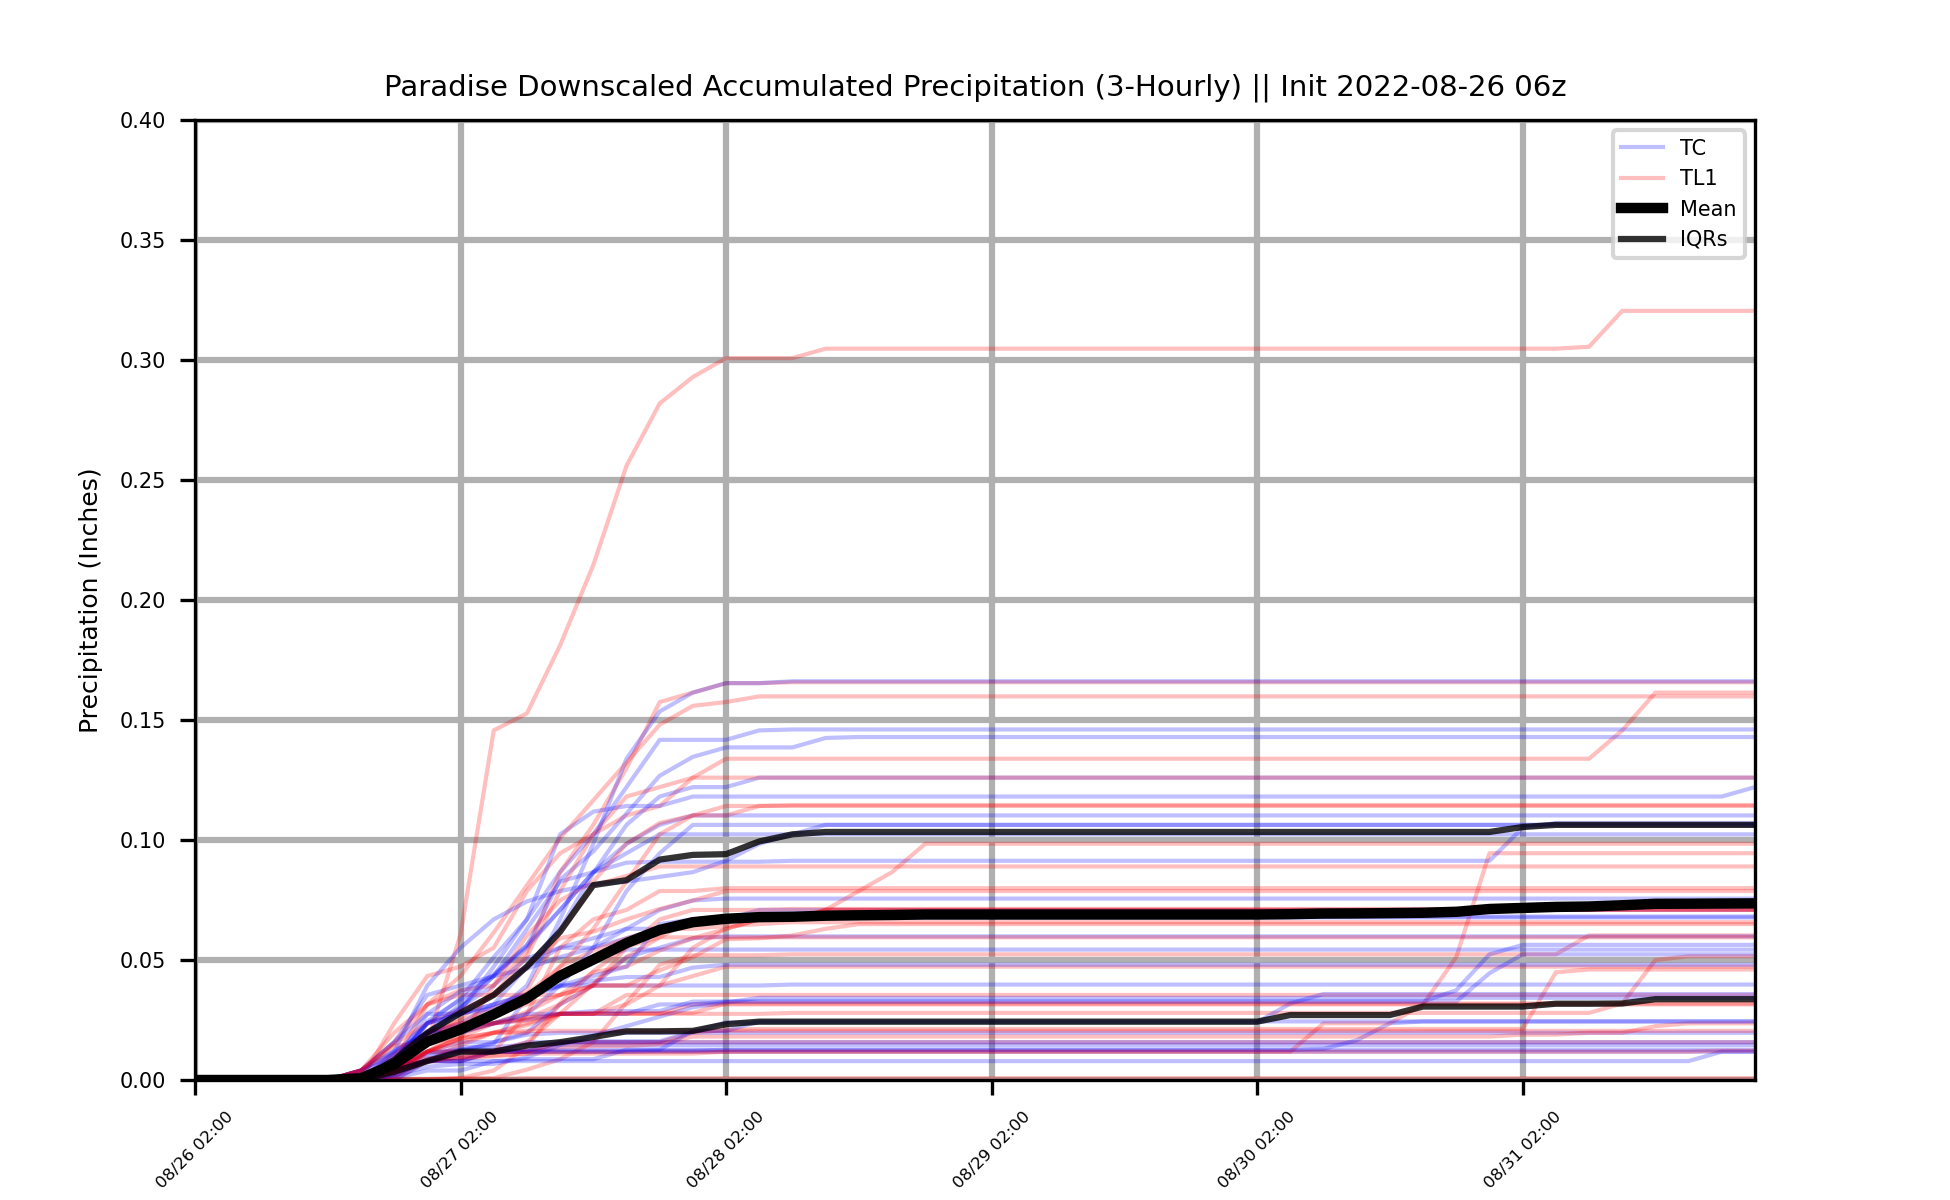 Paradise Downscaled Accumulated Precipitation (3-Hourly) || Init 2022-08-26 06z
Precipitation (Inches)
0.40
0.35
0.30
0.25
0.20
0.15
0.10
0.05
0.00
TC
TL1
Mean
IQRs
08/26 02:00
08/27 02:00
08/28 02:00
08/29 02:00
08/30 02:00
08/31 02:00